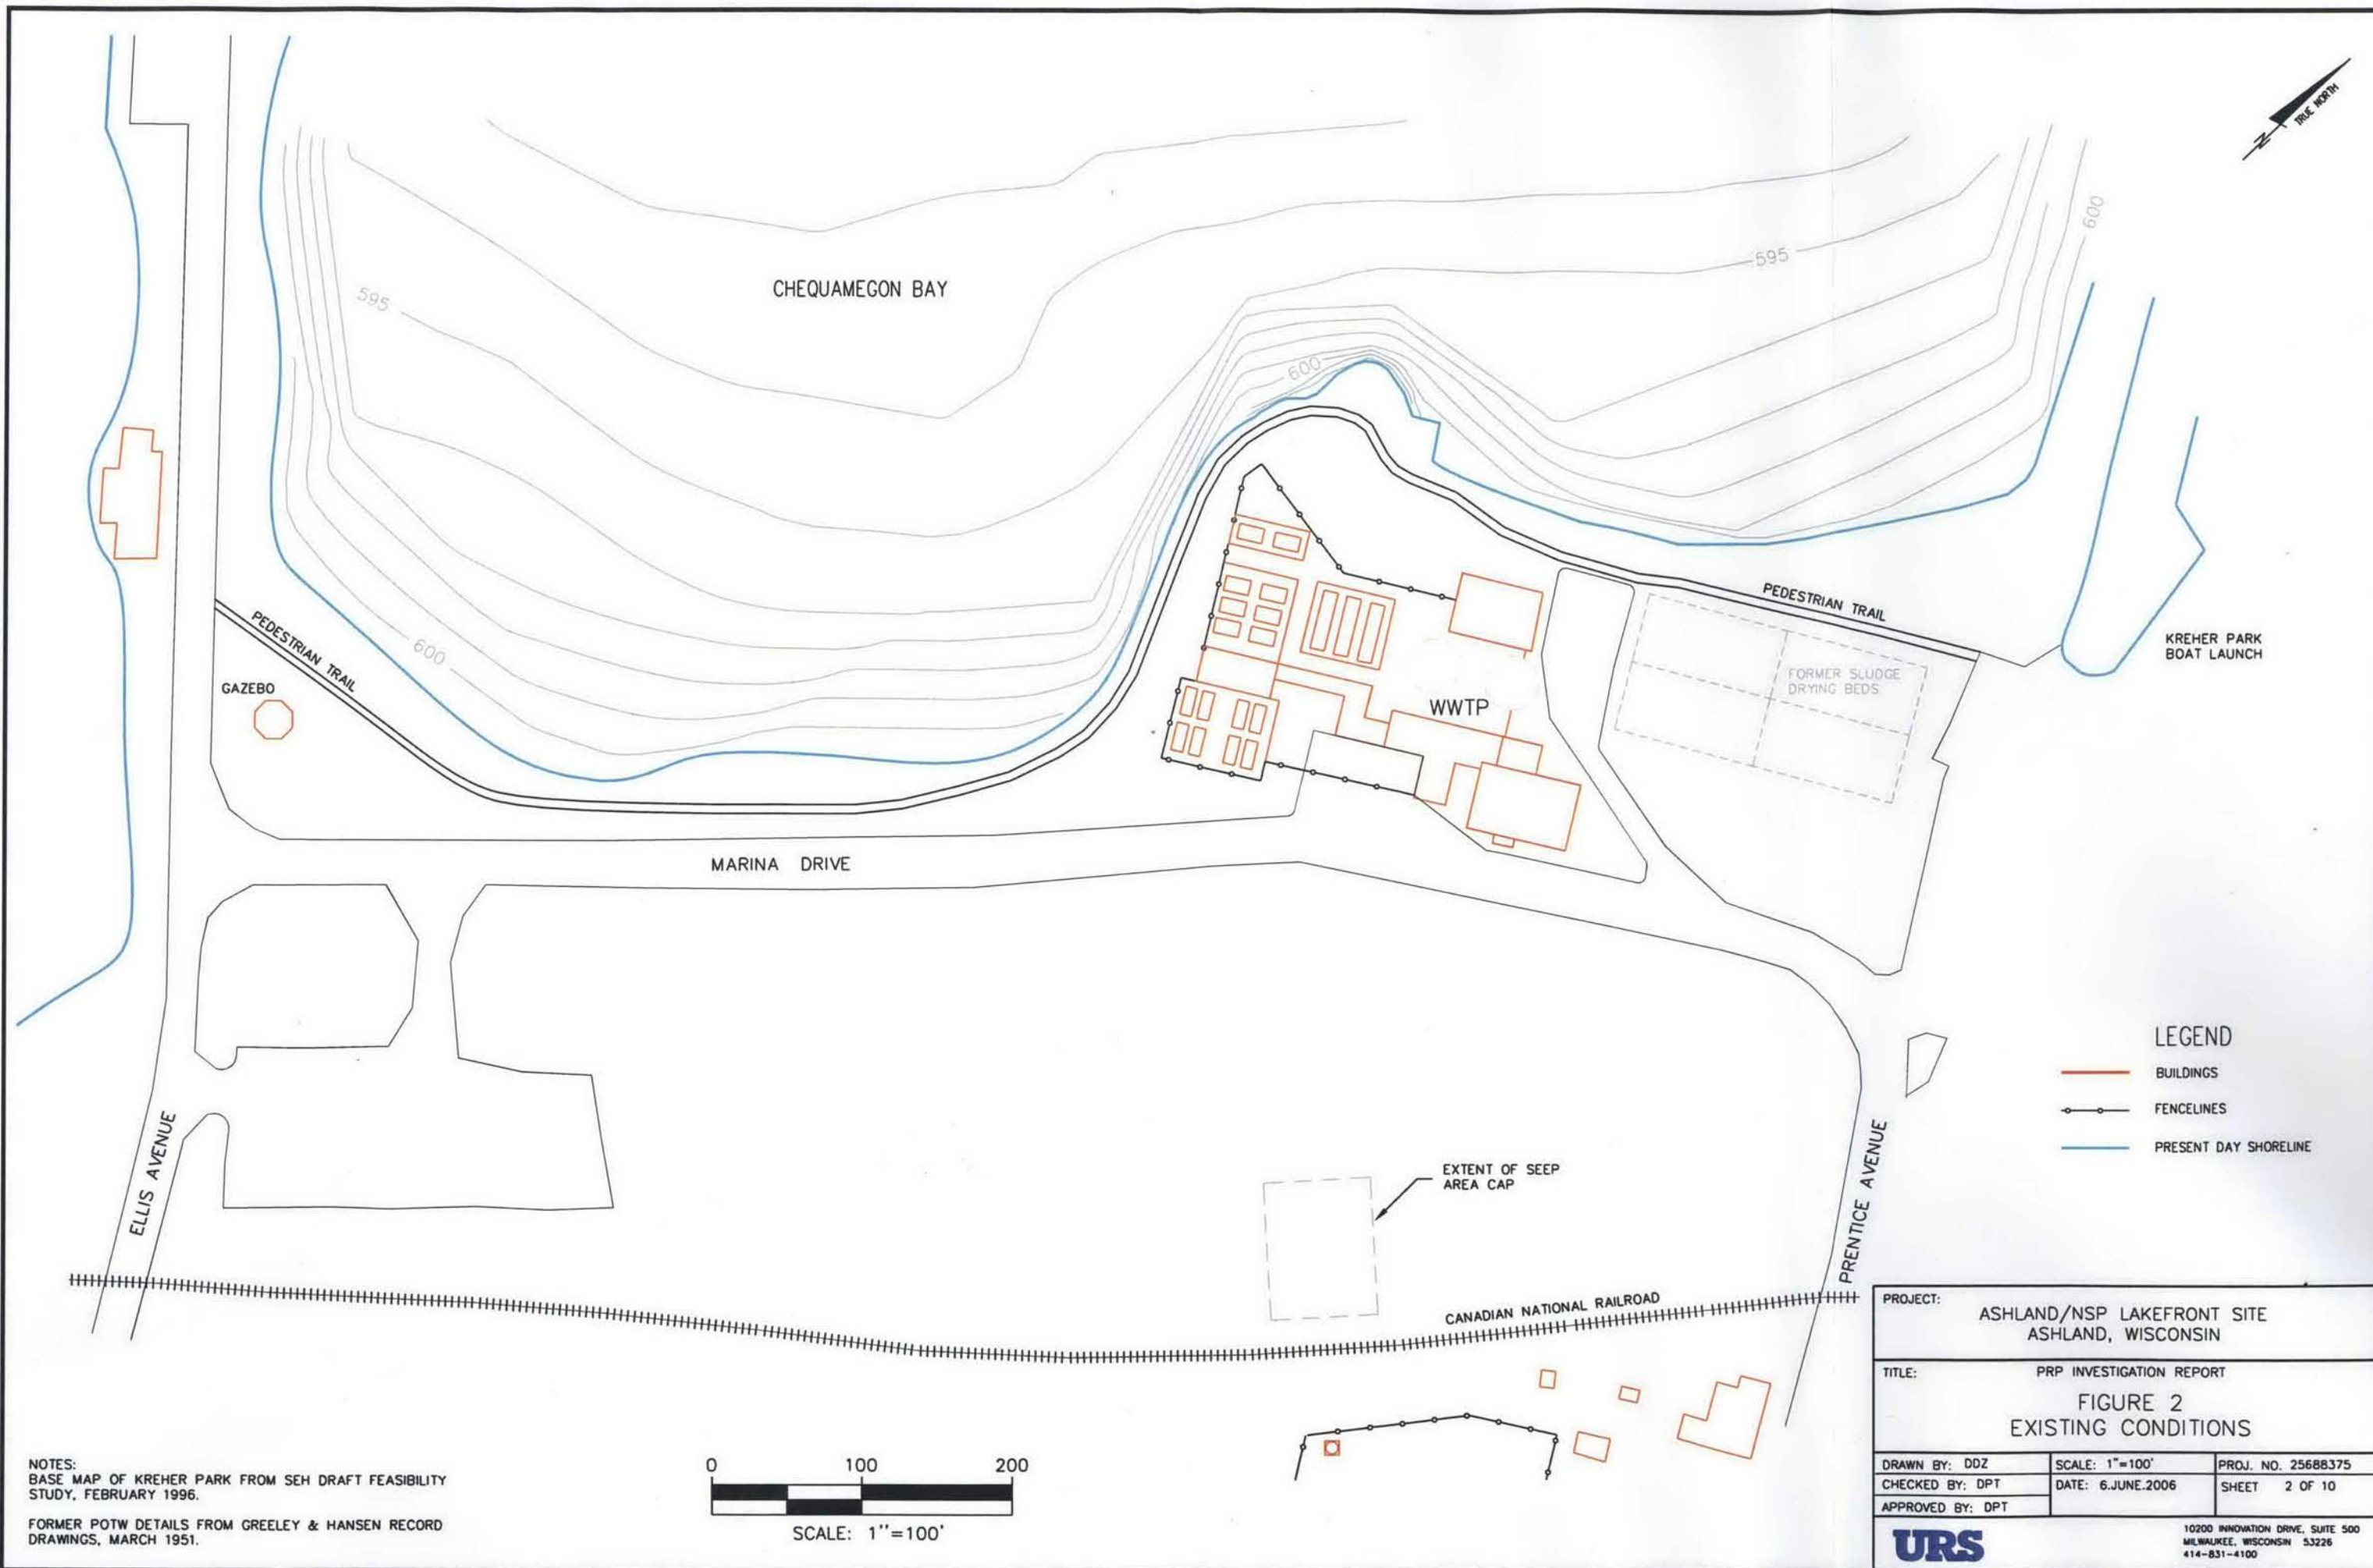 TRUE NORTH
N
600
595
CHEQUAMEGON BAY
595
600
PEDESTRIAN TRAIL
KREHER PARK
BOAT LAUNCH
PEDESTRIAN TRAIL
600
FORMER SLUDGE
DRYING BEDS
GAZEBO
WWTP
MARINA DRIVE
LEGEND
BUILDINGS
FENCELINES
PRESENT DAY SHORELINE
ELLIS AVENUE
EXTENT OF SEEP
AREA CAP
PRENTICE AVENUE
CANADIAN NATIONAL RAILROAD
PROJECT:
ASHLAND/NSP LAKEFRONT SITE
ASHLAND, WISCONSIN
TITLE:
PRP INVESTIGATION REPORT
FIGURE 2
EXISTING CONDITIONS
DRAWN BY: DDZ
SCALE: 1"=100'
PROJ. NO. 25688375
CHECKED BY: DPT
DATE: 6.JUNE.2006
SHEET 2 OF 10
APPROVED BY: DPT
URS
10200 INNOVATION DRIVE, SUITE 500
MILWAUKEE, WISCONSIN 53226
414-831-4100
NOTES:
BASE MAP OF KREHER PARK FROM SEH DRAFT FEASIBILITY
STUDY, FEBRUARY 1996.
FORMER POTW DETAILS FROM GREELEY & HANSEN RECORD
DRAWINGS, MARCH 1951.
0 100 200
SCALE: 1''=100'